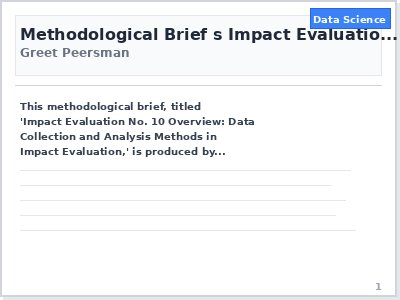 Data Science
Methodological Brief s Impact Evaluatio...
Greet Peersman
This methodological brief, titled
'Impact Evaluation No. 10 Overview: Data
Collection and Analysis Methods in
Impact Evaluation,' is produced by...
1